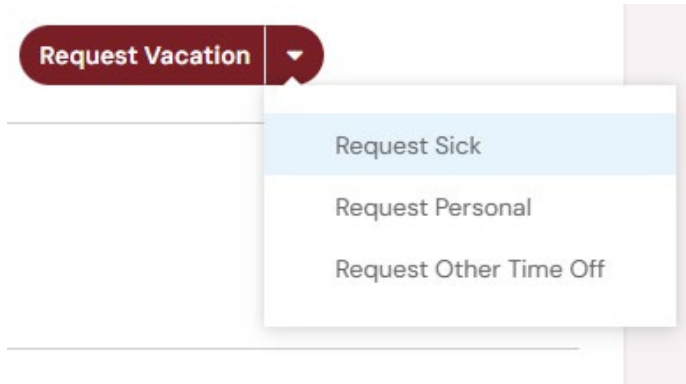 Request Vacation
Request Sick
Request Personal
Request Other Time Off